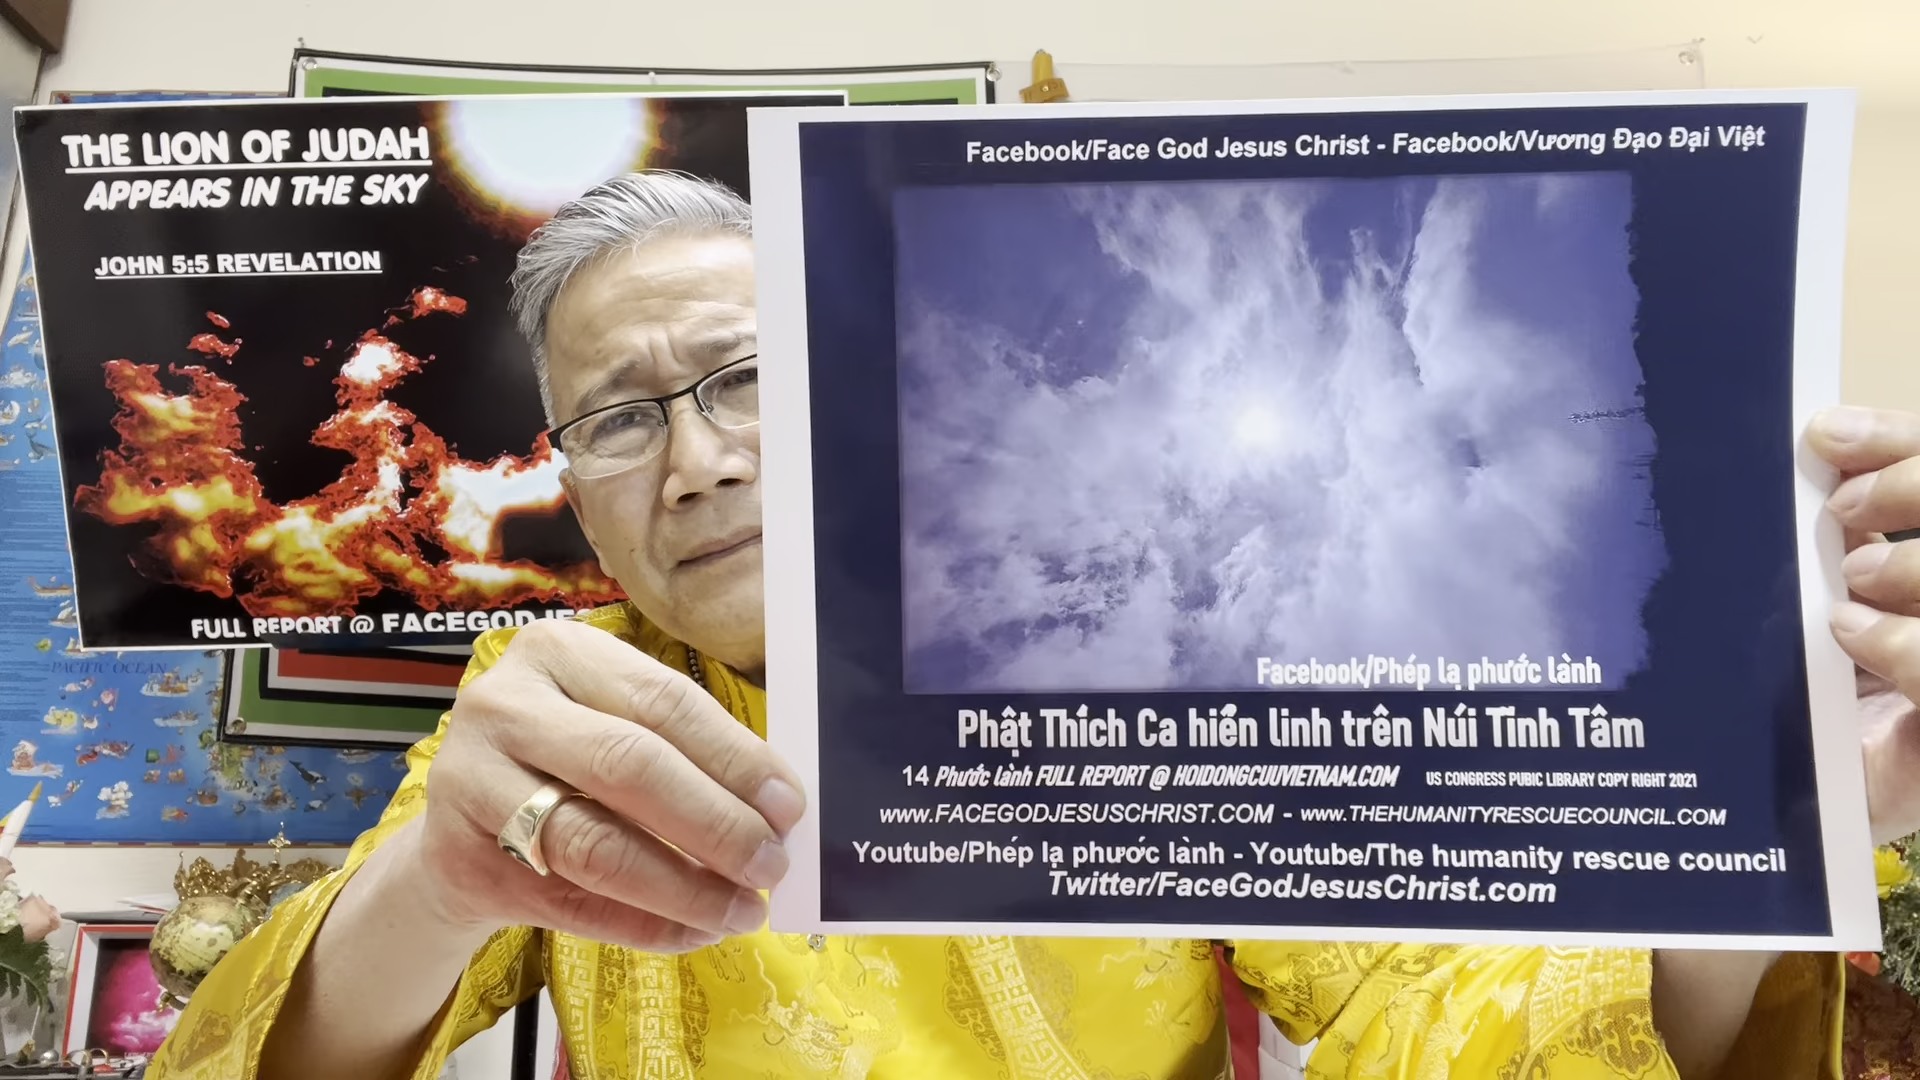 THE LION OF JUDAH
APPEARS IN THE SKY
JOHN 5:5 REVELATION
FULL REPORT @ FACEGOD
PACIFIC OCEAN
Facebook/Face God Jesus Christ - Facebook/Vương Đạo Đại Việt
Facebook/Phép lạ phước lành
Phật Thích Ca hiển linh trên Núi Tĩnh Tâm
14 Phước lành FULL REPORT @ HOIDONGCUUVIETNAM.COM US CONGRESS PUBIC LIBRARY COPY RIGHT 2021
www.FACEGODJESUSCHRIST.COM - www.THEHUMANITYRESCUECOUNCIL.COM
Youtube/Phép lạ phước lành - Youtube/The humanity rescue council
Twitter/FaceGodJesusChrist.com